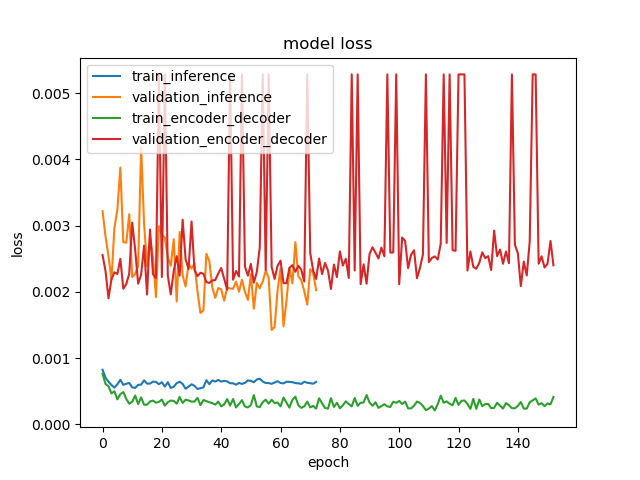 model loss
train_inference
validation_inference
train_encoder_decoder
validation_encoder_decoder
0.005
0.004
0.003
0.002
0.001
0.000
loss
0 20 40 60 80 100 120 140
epoch